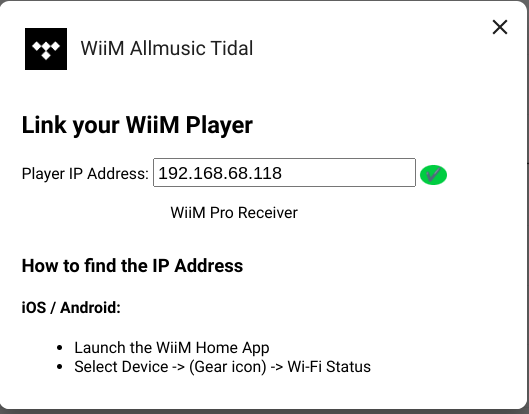 WiiM Allmusic Tidal
Link your WiiM Player
Player IP Address: 192.168.68.118
WiiM Pro Receiver
How to find the IP Address
iOS / Android:
• Launch the WiiM Home App
• Select Device -> (Gear icon) -> Wi-Fi Status